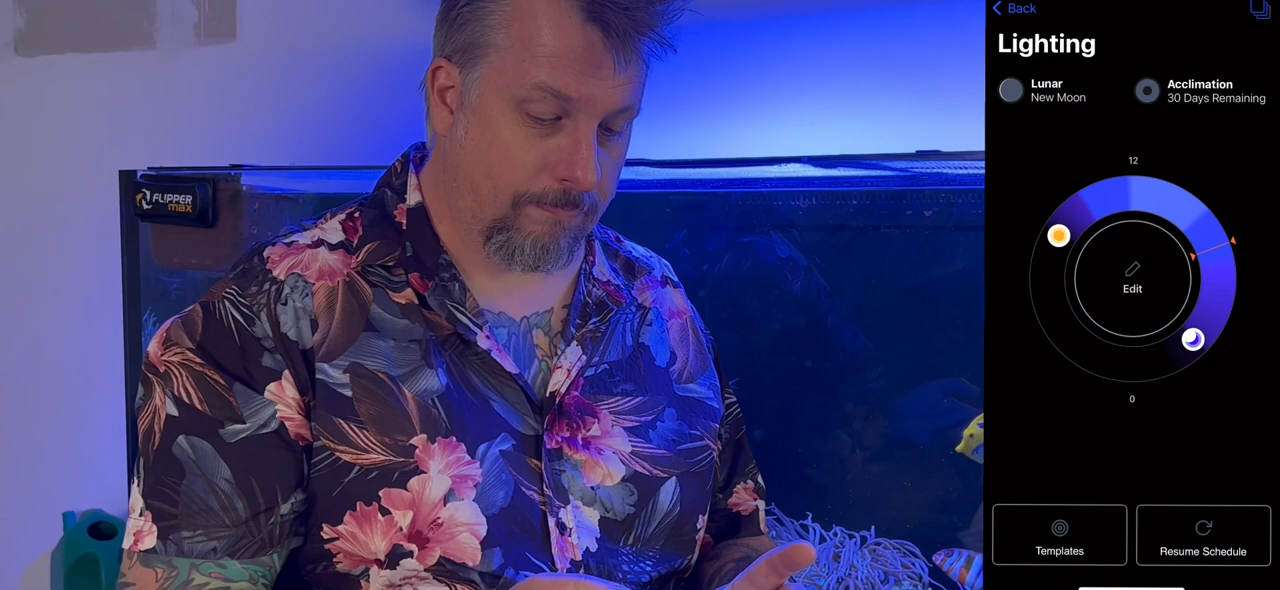 FLIPPER
max
Back
Lighting
Lunar
New Moon
Acclimation
30 Days Remaining
12
Edit
0
Templates
Resume Schedule